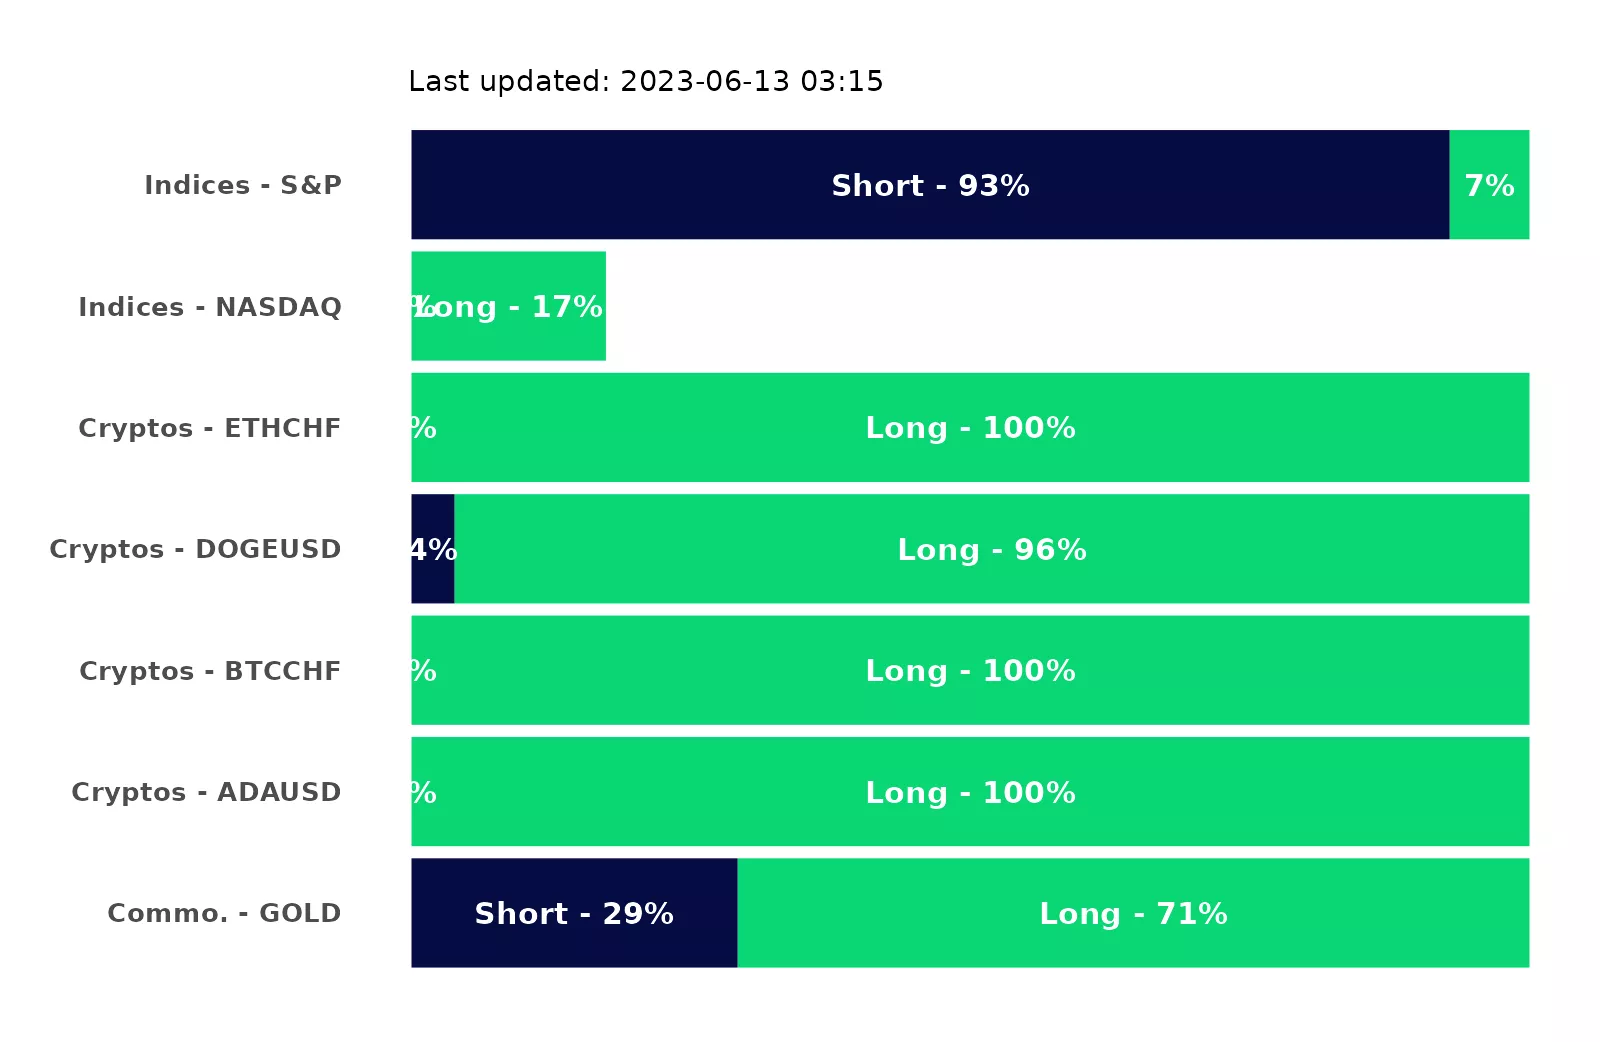 Last updated: 2023-06-13 03:15
Indices - S&P Short - 93% 7%
Indices - NASDAQ % Long - 17%
Cryptos - ETHCHF % Long - 100%
Cryptos - DOGEUSD 4% Long - 96%
Cryptos - BTCCHF % Long - 100%
Cryptos - ADAUSD % Long - 100%
Commo. - GOLD Short - 29% Long - 71%